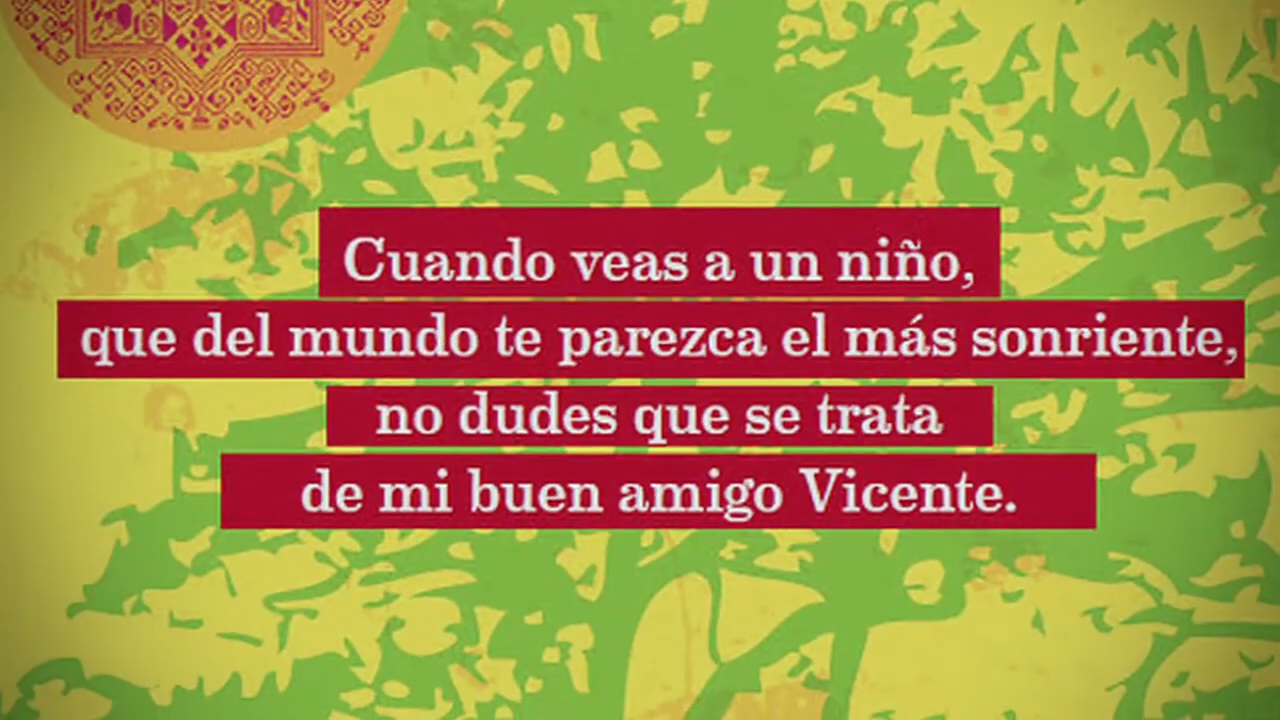 Cuando veas a un niño,
que del mundo te parezca el más sonriente,
no dudes que se trata
de mi buen amigo Vicente.